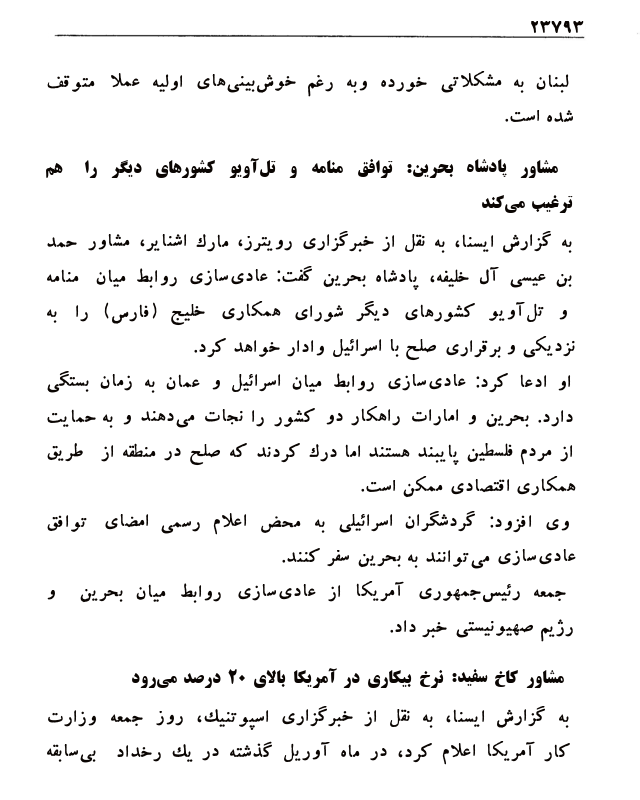 ۲۳۷۹۳
لبنان به مشکلاتی خورده وبه رغم خوش‌بینی‌های اولیه عملا متوقف
شده است.
مشاور پادشاه بحرین: توافق منامه و تل‌آویو کشورهای دیگر را هم
ترغیب می‌کند
به گزارش ایسنا، به نقل از خبرگزاری رویترز، مارك اشنایر، مشاور حمد
بن عیسی آل خلیفه، پادشاه بحرین گفت: عادی‌سازی روابط میان منامه
و تل‌آویو کشورهای دیگر شورای همکاری خلیج (فارس) را به
نزدیکی و برقراری صلح با اسرائیل وادار خواهد کرد.
او ادعا کرد: عادی‌سازی روابط میان اسرائیل و عمان به زمان بستگی
دارد. بحرین و امارات راهکار دو کشور را نجات می‌دهند و به حمایت
از مردم فلسطین پایبند هستند اما درك کردند که صلح در منطقه از طریق
همکاری اقتصادی ممکن است.
وی افزود: گردشگران اسرائیلی به محض اعلام رسمی امضای توافق
عادی‌سازی می‌توانند به بحرین سفر کنند.
جمعه رئیس‌جمهوری آمریکا از عادی‌سازی روابط میان بحرین و
رژیم صهیونیستی خبر داد.
مشاور کاخ سفید: نرخ بیکاری در آمریکا بالای ۲۰ درصد می‌رود
به گزارش ایسنا، به نقل از خبرگزاری اسپوتنیك، روز جمعه وزارت
کار آمریکا اعلام کرد، در ماه آوریل گذشته در یك رخداد بی‌سابقه